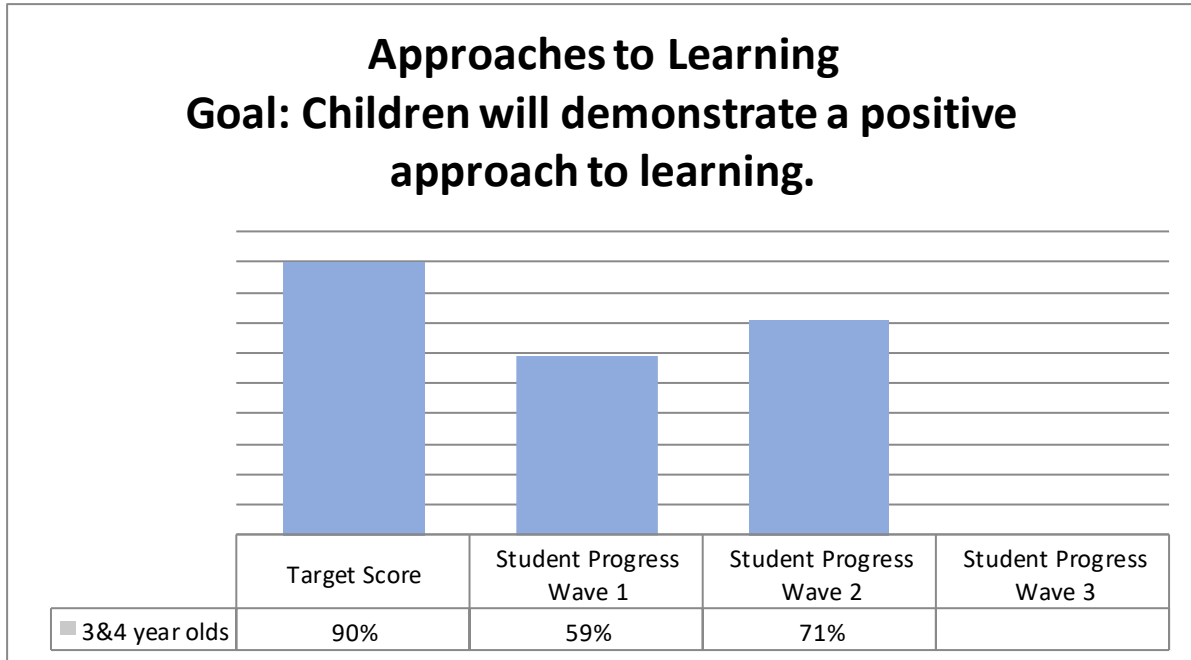 Approaches to Learning
Goal: Children will demonstrate a positive
approach to learning.
Target Score
Student Progress
Wave 1
Student Progress
Wave 2
Student Progress
Wave 3
3&4 year olds
90%
59%
71%